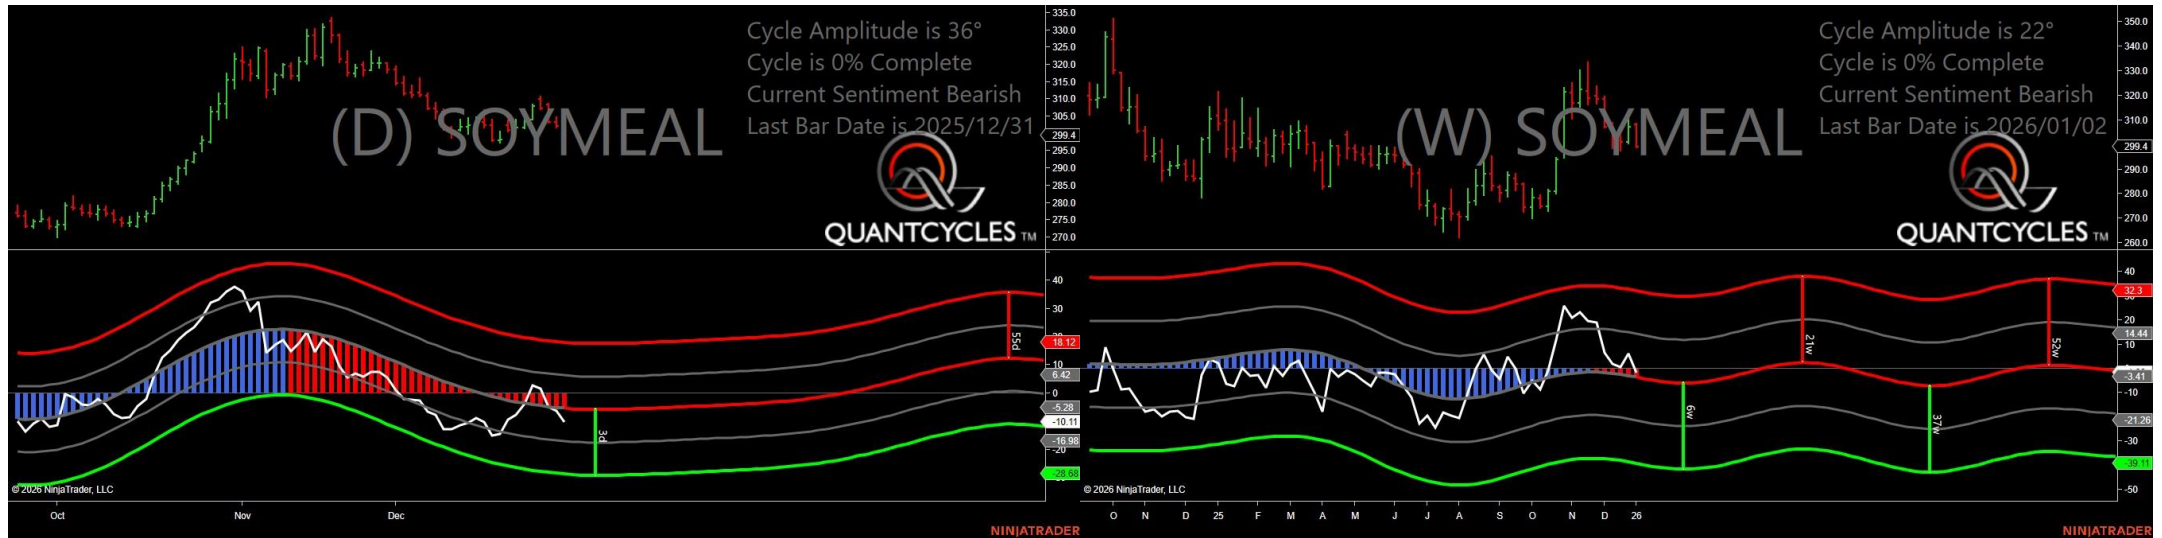 Cycle Amplitude is 36°
Cycle is 0% Complete
Current Sentiment Bearish
Last Bar Date is 2025/12/31
(D) SOYMEAL
QUANTCYCLES TM
335.0
330.0
325.0
320.0
315.0
310.0
305.0
299.4
295.0
290.0
285.0
280.0
275.0
270.0
40
30
20
18.12
10
6.42
0
-5.28
-10.11
-16.98
-20
-28.68
55d
3d
© 2026 NinjaTrader, LLC
Oct Nov Dec
NINJATRADER
Cycle Amplitude is 22°
Cycle is 0% Complete
Current Sentiment Bearish
Last Bar Date is 2026/01/02
(W) SOYMEAL
QUANTCYCLES TM
350.0
340.0
330.0
320.0
310.0
299.4
290.0
280.0
270.0
260.0
40
32.3
20
14.44
10
-3.41
-10
-21.26
-30
-39.11
-50
21w
52w
6w
37w
© 2026 NinjaTrader, LLC
O N D 25 F M A M J J A S O N D 26
NINJATRADER